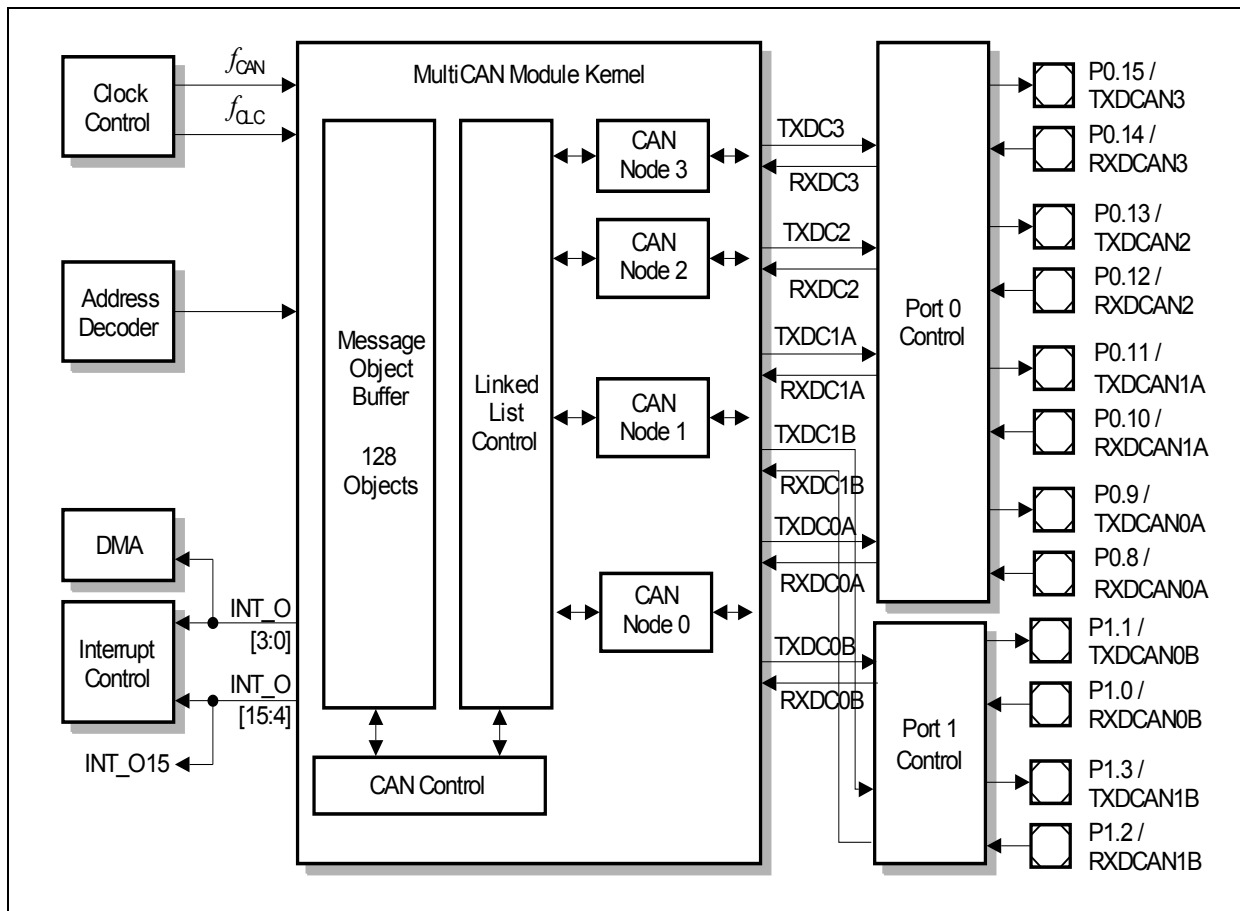 Clock
Control
fCAN
fCLC
Address
Decoder
DMA
Interrupt
Control
INT_O
[3:0]
INT_O
[15:4]
INT_O15
MultiCAN Module Kernel
Message
Object
Buffer
128
Objects
Linked
List
Control
CAN Control
CAN
Node 3
CAN
Node 2
CAN
Node 1
CAN
Node 0
TXDC3
RXDC3
TXDC2
RXDC2
TXDC1A
RXDC1A
TXDC1B
RXDC1B
TXDC0A
RXDC0A
TXDC0B
RXDC0B
Port 0
Control
Port 1
Control
P0.15 /
TXDCAN3
P0.14 /
RXDCAN3
P0.13 /
TXDCAN2
P0.12 /
RXDCAN2
P0.11 /
TXDCAN1A
P0.10 /
RXDCAN1A
P0.9 /
TXDCAN0A
P0.8 /
RXDCAN0A
P1.1 /
TXDCAN0B
P1.0 /
RXDCAN0B
P1.3 /
TXDCAN1B
P1.2 /
RXDCAN1B